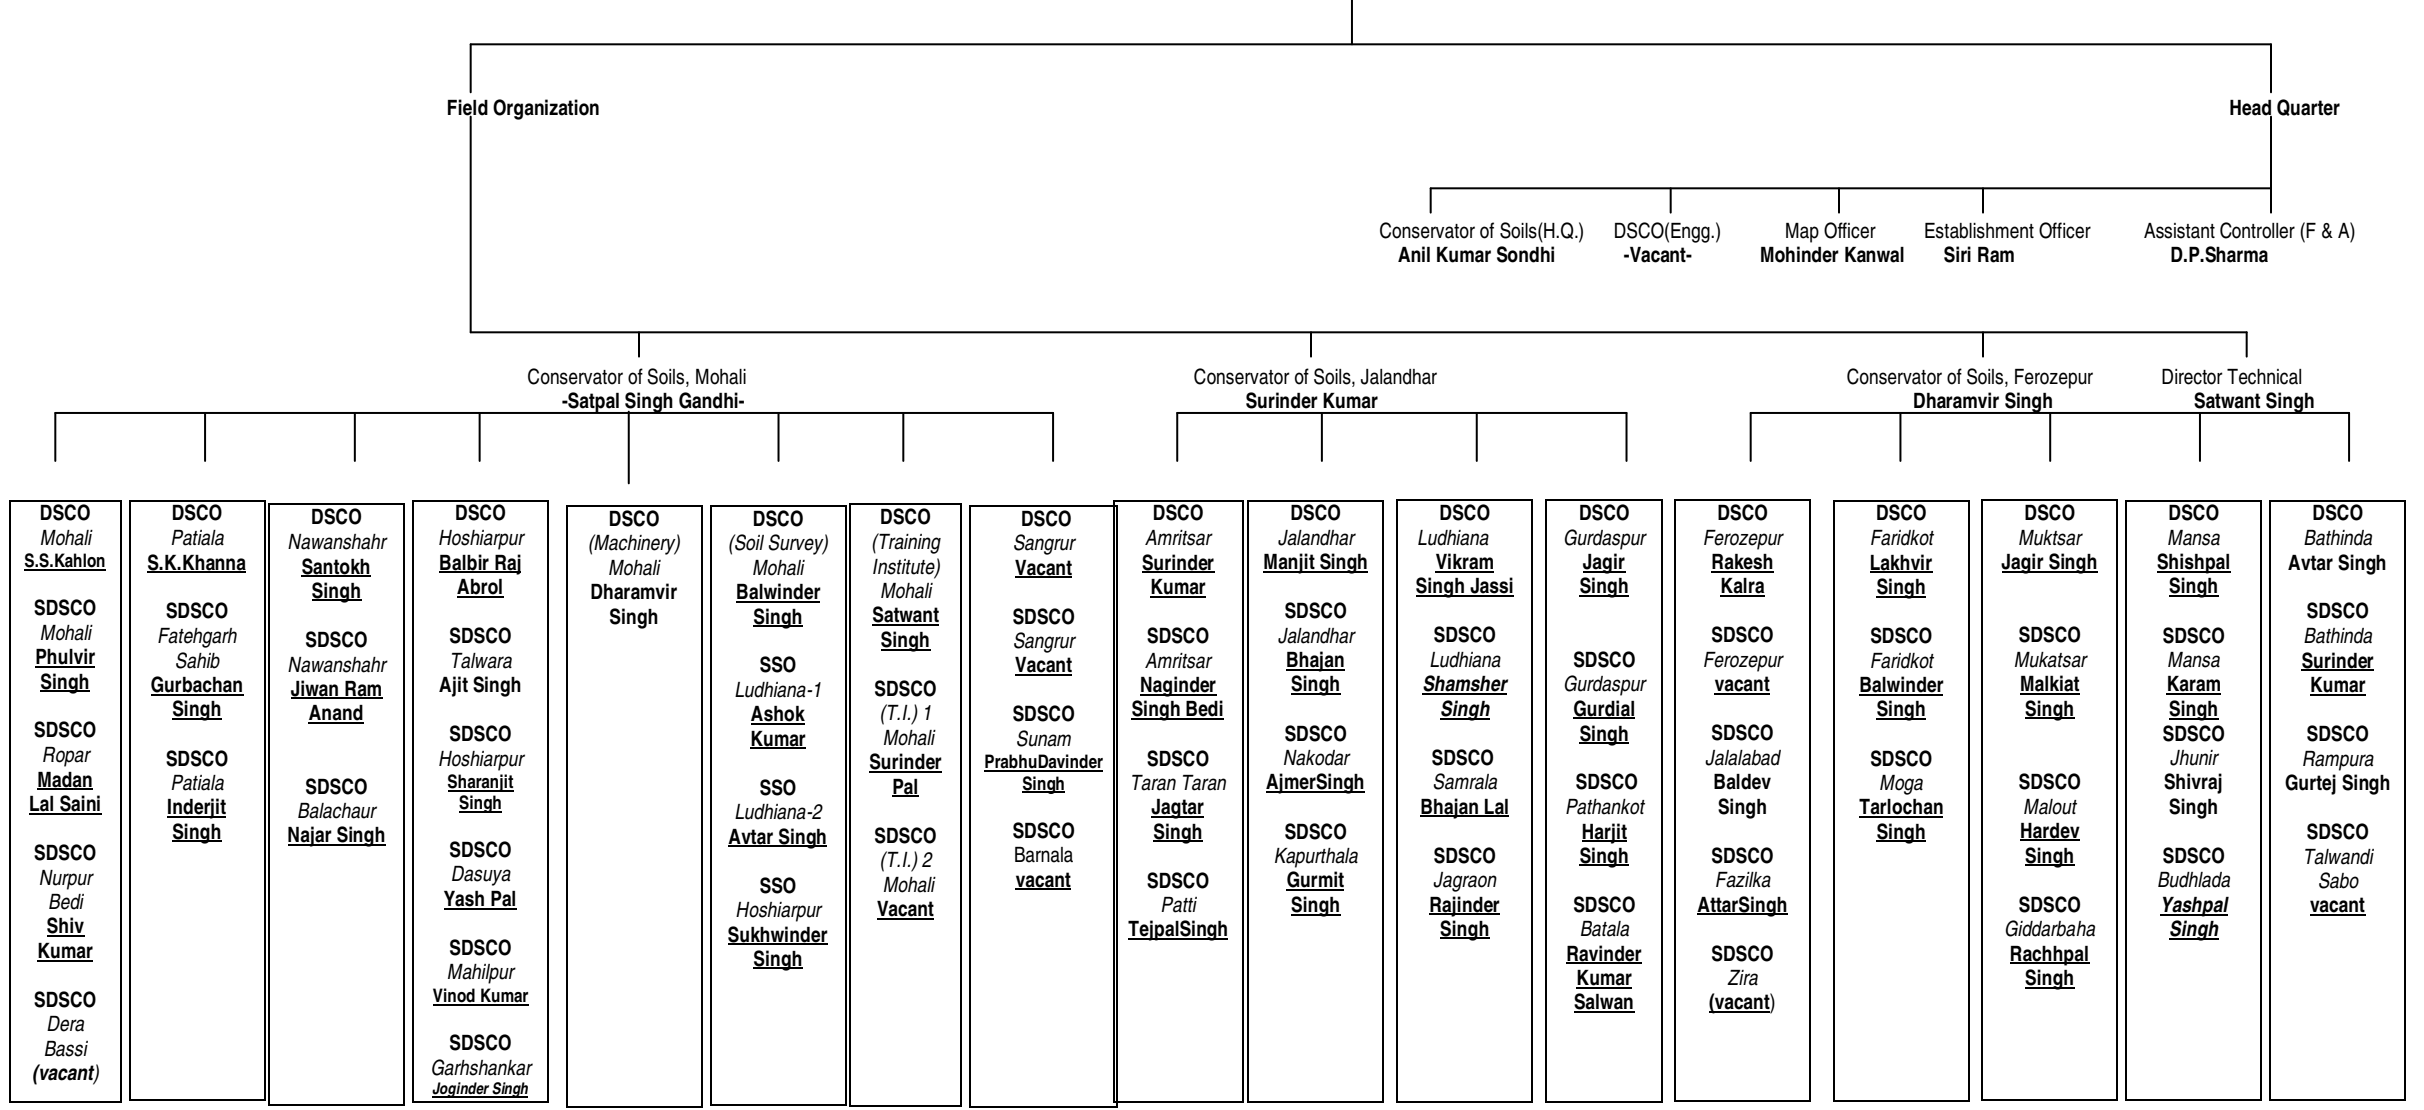 Field Organization
Head Quarter
Conservator of Soils(H.Q.)
Anil Kumar Sondhi
DSCO(Engg.)
-Vacant-
Map Officer
Mohinder Kanwal
Establishment Officer
Siri Ram
Assistant Controller (F & A)
D.P.Sharma
Conservator of Soils, Mohali
-Satpal Singh Gandhi-
Conservator of Soils, Jalandhar
Surinder Kumar
Conservator of Soils, Ferozepur
Dharamvir Singh
Director Technical
Satwant Singh
DSCO
Mohali
S.S.Kahlon
SDSCO
Mohali
Phulvir
Singh
SDSCO
Ropar
Madan
Lal Saini
SDSCO
Nurpur
Bedi
Shiv
Kumar
SDSCO
Dera
Bassi
(vacant)
DSCO
Patiala
S.K.Khanna
SDSCO
Fatehgarh
Sahib
Gurbachan
Singh
SDSCO
Patiala
Inderjit
Singh
DSCO
Nawanshahr
Santokh
Singh
SDSCO
Nawanshahr
Jiwan Ram
Anand
SDSCO
Balachaur
Najar Singh
DSCO
Hoshiarpur
Balbir Raj
Abrol
SDSCO
Talwara
Ajit Singh
SDSCO
Hoshiarpur
Sharanjit
Singh
SDSCO
Dasuya
Yash Pal
SDSCO
Mahilpur
Vinod Kumar
SDSCO
Garhshankar
Joginder Singh
DSCO
(Machinery)
Mohali
Dharamvir
Singh
DSCO
(Soil Survey)
Mohali
Balwinder
Singh
SSO
Ludhiana-1
Ashok
Kumar
SSO
Ludhiana-2
Avtar Singh
SSO
Hoshiarpur
Sukhwinder
Singh
DSCO
(Training
Institute)
Mohali
Satwant
Singh
SDSCO
(T.I.) 1
Mohali
Surinder
Pal
SDSCO
(T.I.) 2
Mohali
Vacant
DSCO
Sangrur
Vacant
SDSCO
Sangrur
Vacant
SDSCO
Sunam
PrabhuDavinder
Singh
SDSCO
Barnala
vacant
DSCO
Amritsar
Surinder
Kumar
SDSCO
Amritsar
Naginder
Singh Bedi
SDSCO
Taran Taran
Jagtar
Singh
SDSCO
Patti
TejpalSingh
DSCO
Jalandhar
Manjit Singh
SDSCO
Jalandhar
Bhajan
Singh
SDSCO
Nakodar
AjmerSingh
SDSCO
Kapurthala
Gurmit
Singh
DSCO
Ludhiana
Vikram
Singh Jassi
SDSCO
Ludhiana
Shamsher
Singh
SDSCO
Samrala
Bhajan Lal
SDSCO
Jagraon
Rajinder
Singh
DSCO
Gurdaspur
Jagir
Singh
SDSCO
Gurdaspur
Gurdial
Singh
SDSCO
Pathankot
Harjit
Singh
SDSCO
Batala
Ravinder
Kumar
Salwan
DSCO
Ferozepur
Rakesh
Kalra
SDSCO
Ferozepur
vacant
SDSCO
Jalalabad
Baldev
Singh
SDSCO
Fazilka
AttarSingh
SDSCO
Zira
(vacant)
DSCO
Faridkot
Lakhvir
Singh
SDSCO
Faridkot
Balwinder
Singh
SDSCO
Moga
Tarlochan
Singh
DSCO
Muktsar
Jagir Singh
SDSCO
Mukatsar
Malkiat
Singh
SDSCO
Malout
Hardev
Singh
SDSCO
Giddarbaha
Rachhpal
Singh
DSCO
Mansa
Shishpal
Singh
SDSCO
Mansa
Karam
Singh
SDSCO
Jhunir
Shivraj
Singh
SDSCO
Budhlada
Yashpal
Singh
DSCO
Bathinda
Avtar Singh
SDSCO
Bathinda
Surinder
Kumar
SDSCO
Rampura
Gurtej Singh
SDSCO
Talwandi
Sabo
vacant